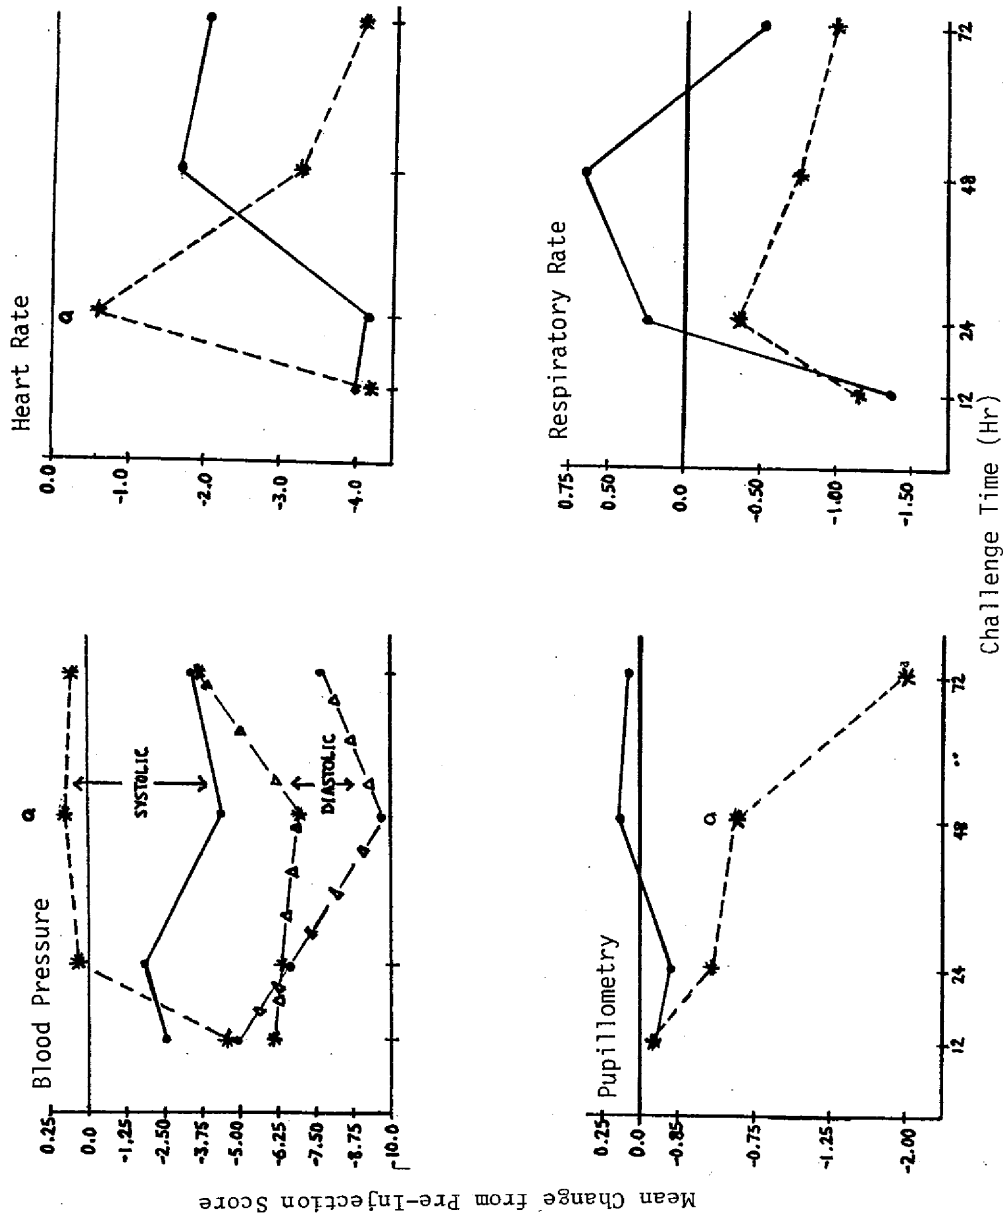 Blood Pressure
0.25
0.0
-1.25
-2.50
-3.75
-5.00
-6.25
-7.50
-8.75
-10.0
a
SYSTOLIC
DIASTOLIC
Heart Rate
0.0
-1.0
-2.0
-3.0
-4.0
a
Pupillometry
0.25
0.0
-0.85
-0.75
-1.25
-2.00
a
a
12
24
48
72
Respiratory Rate
0.75
0.50
0.0
-0.50
-1.00
-1.50
12
24
48
72
Mean Change from Pre-Injection Score
Challenge Time (Hr)